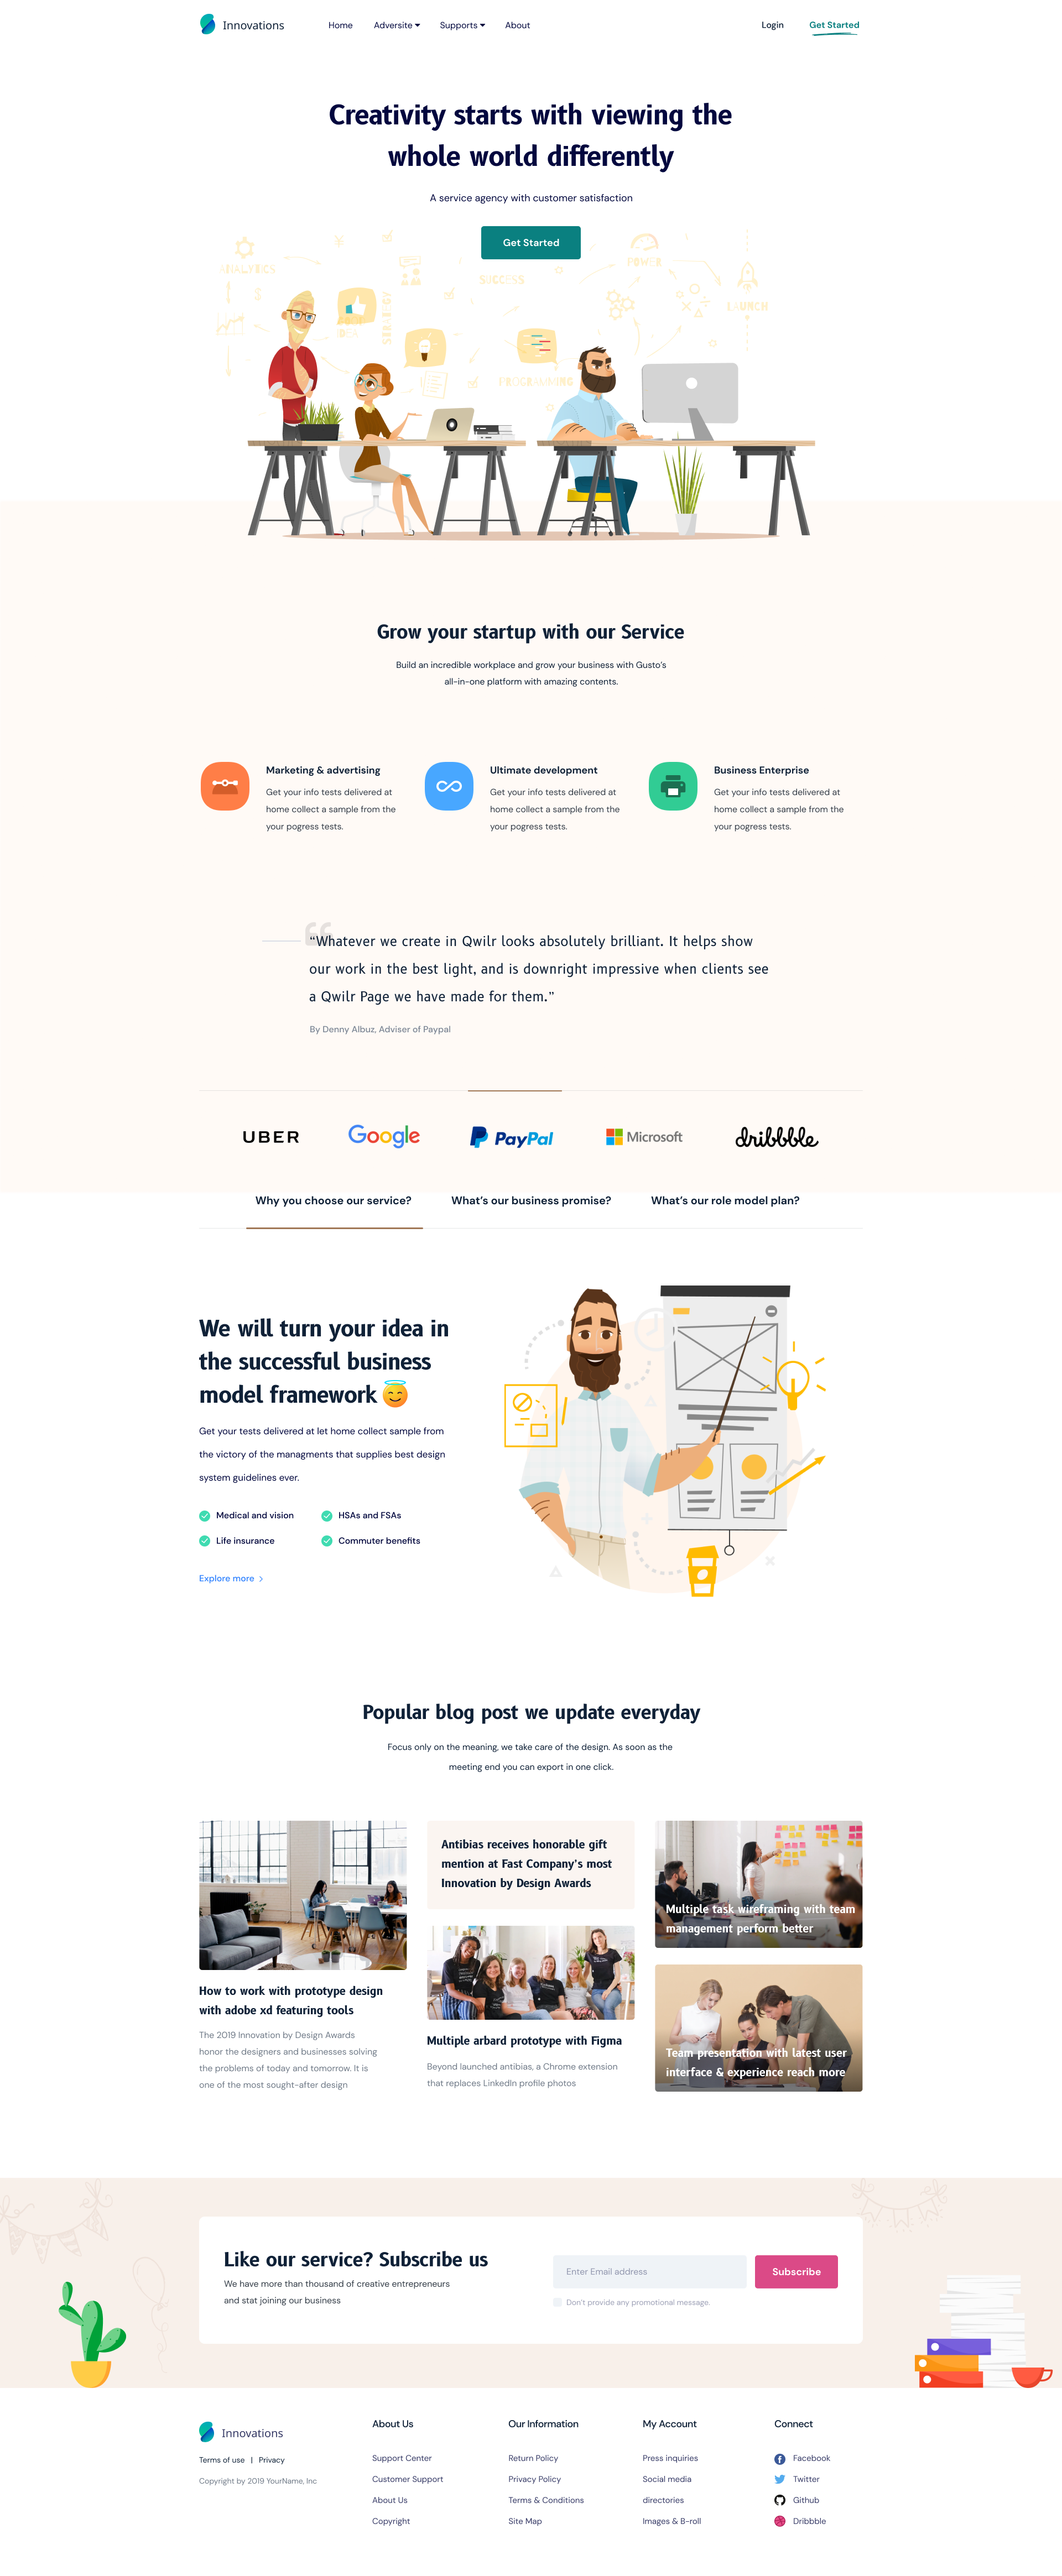 Innovations
Home
Adversite
Supports
About
Login
Get Started
Creativity starts with viewing the
whole world differently
A service agency with customer satisfaction
Get Started
ANALYTICS
SUCCESS
POWER
STRATEGY
IDEA
LAUNCH
PROGRAMMING
Grow your startup with our Service
Build an incredible workplace and grow your business with Gusto’s
all-in-one platform with amazing contents.
Marketing & advertising
Get your info tests delivered at
home collect a sample from the
your pogress tests.
Ultimate development
Get your info tests delivered at
home collect a sample from the
your pogress tests.
Business Enterprise
Get your info tests delivered at
home collect a sample from the
your pogress tests.
“Whatever we create in Qwilr looks absolutely brilliant. It helps show
our work in the best light, and is downright impressive when clients see
a Qwilr Page we have made for them.”
By Denny Albuz, Adviser of Paypal
UBER
Google
PayPal
Microsoft
dribbble
Why you choose our service?
What’s our business promise?
What’s our role model plan?
We will turn your idea in
the successful business
model framework
Get your tests delivered at let home collect sample from
the victory of the managments that supplies best design
system guidelines ever.
Medical and vision
HSAs and FSAs
Life insurance
Commuter benefits
Explore more
Popular blog post we update everyday
Focus only on the meaning, we take care of the design. As soon as the
meeting end you can export in one click.
How to work with prototype design
with adobe xd featuring tools
The 2019 Innovation by Design Awards
honor the designers and businesses solving
the problems of today and tomorrow. It is
one of the most sought-after design
Antibias receives honorable gift
mention at Fast Company’s most
Innovation by Design Awards
Multiple arbard prototype with Figma
Beyond launched antibias, a Chrome extension
that replaces LinkedIn profile photos
Multiple task wireframing with team
management perform better
Team presentation with latest user
interface & experience reach more
Like our service? Subscribe us
We have more than thousand of creative entrepreneurs
and stat joining our business
Enter Email address
Subscribe
Don’t provide any promotional message.
Innovations
Terms of use | Privacy
Copyright by 2019 YourName, Inc
About Us
Support Center
Customer Support
About Us
Copyright
Our Information
Return Policy
Privacy Policy
Terms & Conditions
Site Map
My Account
Press inquiries
Social media
directories
Images & B-roll
Connect
Facebook
Twitter
Github
Dribbble